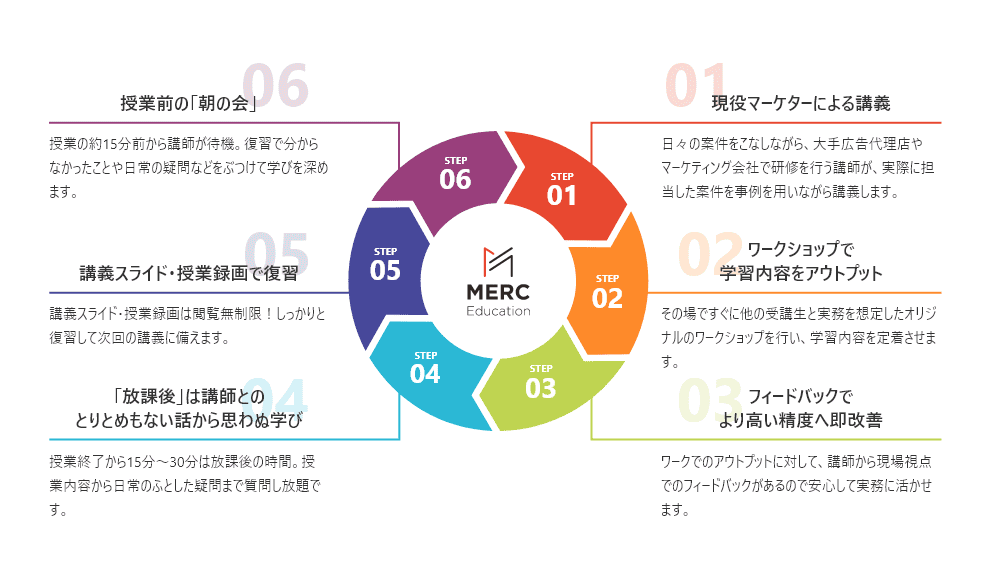 01
現役マーケターによる講義
日々の案件をこなしながら、大手広告代理店や
マーケティング会社で研修を行う講師が、実際に担
当した案件を事例を用いながら講義します。
02
ワークショップで
学習内容をアウトプット
その場ですぐに他の受講生と実務を想定したオリジ
ナルのワークショップを行い、学習内容を定着させま
す。
03
フィードバックで
より高い精度へ即改善
ワークでのアウトプットに対して、講師から現場視点
でのフィードバックがあるので安心して実務に活かせ
ます。
04
「放課後」は講師との
とりとめもない話から思わぬ学び
授業終了から15分～30分は放課後の時間。授
業内容から日常のふとした疑問まで質問し放題で
す。
05
講義スライド・授業録画で復習
講義スライド・授業録画は閲覧無制限！しっかりと
復習して次回の講義に備えます。
06
授業前の「朝の会」
授業の約15分前から講師が待機。復習で分から
なかったことや日常の疑問などをぶつけて学びを深め
ます。
STEP
01
STEP
02
STEP
03
STEP
04
STEP
05
STEP
06
MERC
Education